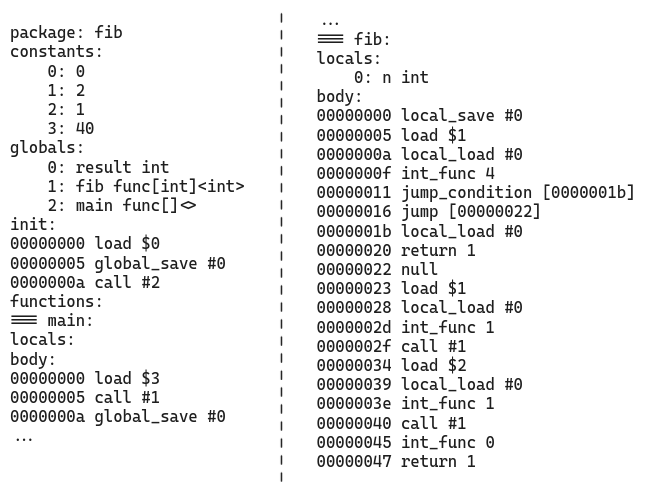 package: fib
constants:
    0: 0
    1: 2
    2: 1
    3: 40
globals:
    0: result int
    1: fib func[int]<int>
    2: main func[]<>
init:
00000000 load $0
00000005 global_save #0
0000000a call #2
functions:
=== main:
locals:
body:
00000000 load $3
00000005 call #1
0000000a global_save #0
...
...
=== fib:
locals:
    0: n int
body:
00000000 local_save #0
00000005 load $1
0000000a local_load #0
0000000f int_func 4
00000011 jump_condition [0000001b]
00000016 jump [00000022]
0000001b local_load #0
00000020 return 1
00000022 null
00000023 load $1
00000028 local_load #0
0000002d int_func 1
0000002f call #1
00000034 load $2
00000039 local_load #0
0000003e int_func 1
00000040 call #1
00000045 int_func 0
00000047 return 1